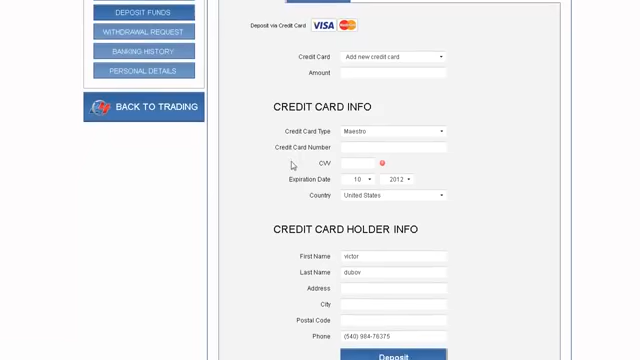 DEPOSIT FUNDS
WITHDRAWAL REQUEST
BANKING HISTORY
PERSONAL DETAILS
BACK TO TRADING
Deposit via Credit Card VISA MasterCard
Credit Card Add new credit card
Amount
CREDIT CARD INFO
Credit Card Type Maestro
Credit Card Number
CVV
Expiration Date 10 2012
Country United States
CREDIT CARD HOLDER INFO
First Name victor
Last Name dubov
Address
City
Postal Code
Phone (540) 984-76375
Deposit